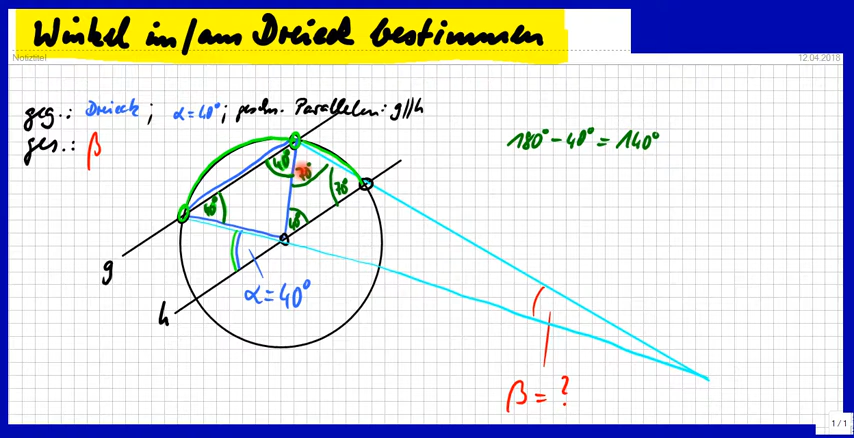 Winkel im/am Dreieck bestimmen
Notiztitel
12.04.2018
geg.: Dreieck; α=40°; geschn. Parallelen: g||h
ges.: β
180° - 40° = 140°
40°
70°
70°
40°
40°
g
α=40°
h
β = ?
1/1